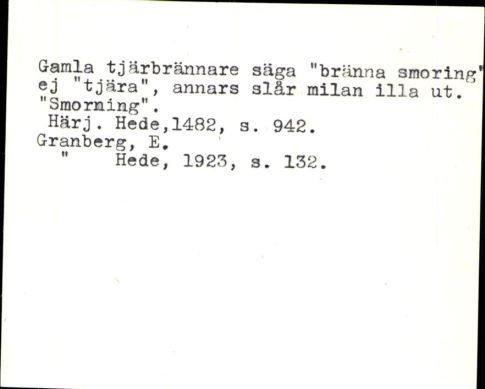 Gamla tjärbrännare säga "bränna smoring"
ej "tjära", annars slår milan illa ut.
"Smorning".
Härj. Hede,1482, s. 942.
Granberg, E.
" Hede, 1923, s. 132.